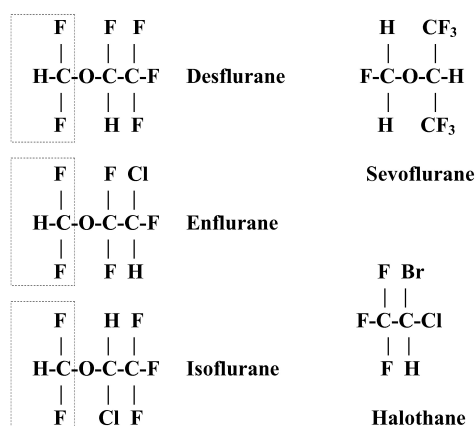 F F F
H-C-O-C-C-F Desflurane
F H F
H CF₃
F-C-O-C-H
H CF₃
Sevoflurane
F F Cl
H-C-O-C-C-F Enflurane
F F H
F H F
H-C-O-C-C-F Isoflurane
F Cl F
F Br
F-C-C-Cl
F H
Halothane